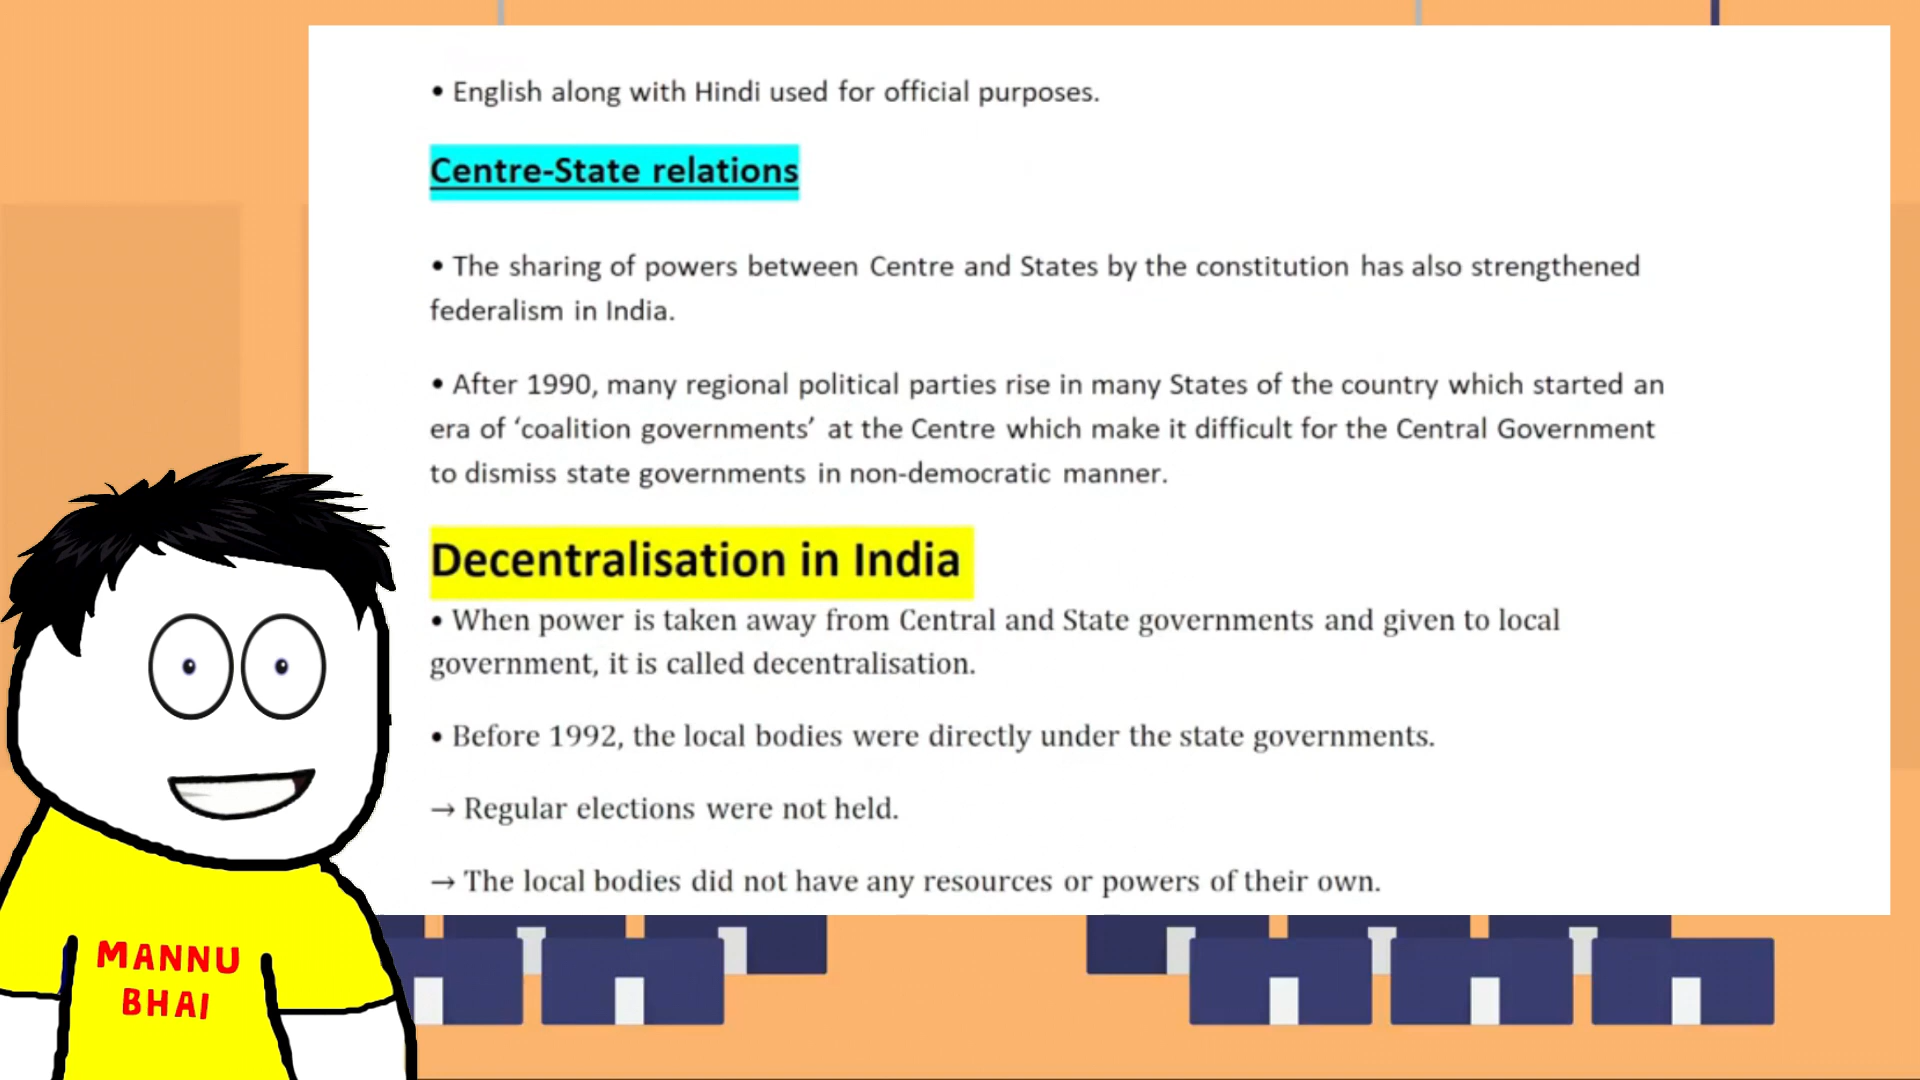 • English along with Hindi used for official purposes.
Centre-State relations
• The sharing of powers between Centre and States by the constitution has also strengthened
federalism in India.
• After 1990, many regional political parties rise in many States of the country which started an
era of ‘coalition governments’ at the Centre which make it difficult for the Central Government
to dismiss state governments in non-democratic manner.
Decentralisation in India
• When power is taken away from Central and State governments and given to local
government, it is called decentralisation.
• Before 1992, the local bodies were directly under the state governments.
→ Regular elections were not held.
→ The local bodies did not have any resources or powers of their own.
MANNU
BHAI